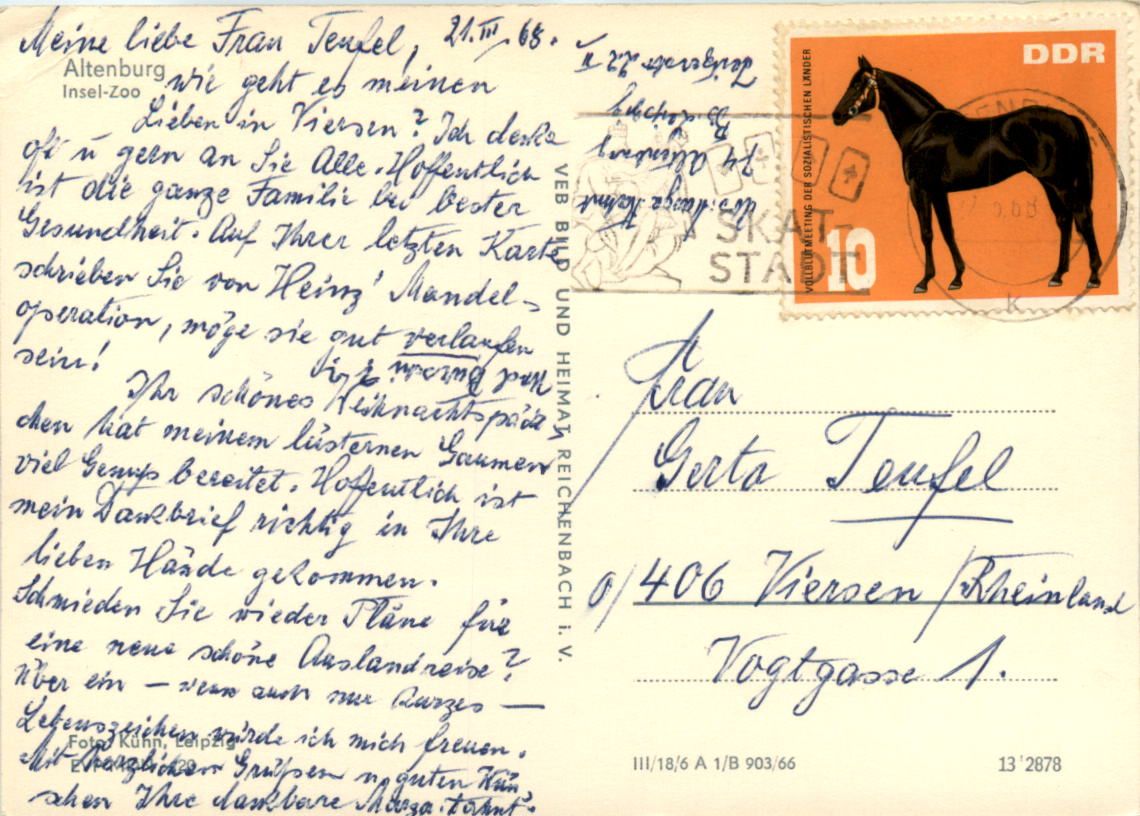 Meine liebe Frau Teufel, 21.III.68.
Altenburg
Insel-Zoo
wie geht es meinen
Lieben in Viersen? Ich denke
oft u gern an Sie Alle. Hoffentlich
ist die ganze Familie bei bester
Gesundheit. Auf Ihrer letzten Karte
schrieben Sie von Heinz' Mandel-
operation, möge sie gut verlaufen
sein!
Ihr schönes Weihnachtspäck-
chen hat meinem lüsternen Gaumen
viel Genuß bereitet. Hoffentlich ist
mein Dankbrief richtig in Ihre
lieben Hände gekommen.
Schmieden Sie wieder Pläne für
eine neue schöne Auslandreise?
Über ein – wenn auch nur kurzes –
Lebenszeichen würde ich mich freuen.
Mit herzlichen Grüßen u guten Wün-
schen Ihre dankbare Marga
Foto: Kühn, Leipzig
VEB BILD UND HEIMAT REICHENBACH i. V.
Abs.: Marga
74 Altenburg
SKAT-
STADT
VOLLBLUTMEETING DER SOZIALISTISCHEN LÄNDER
DDR
10
K
Frau
Gerta Teufel
406 Viersen / Rheinland
Vogtgasse 1.
III/18/6 A 1/B 903/66
13 2878